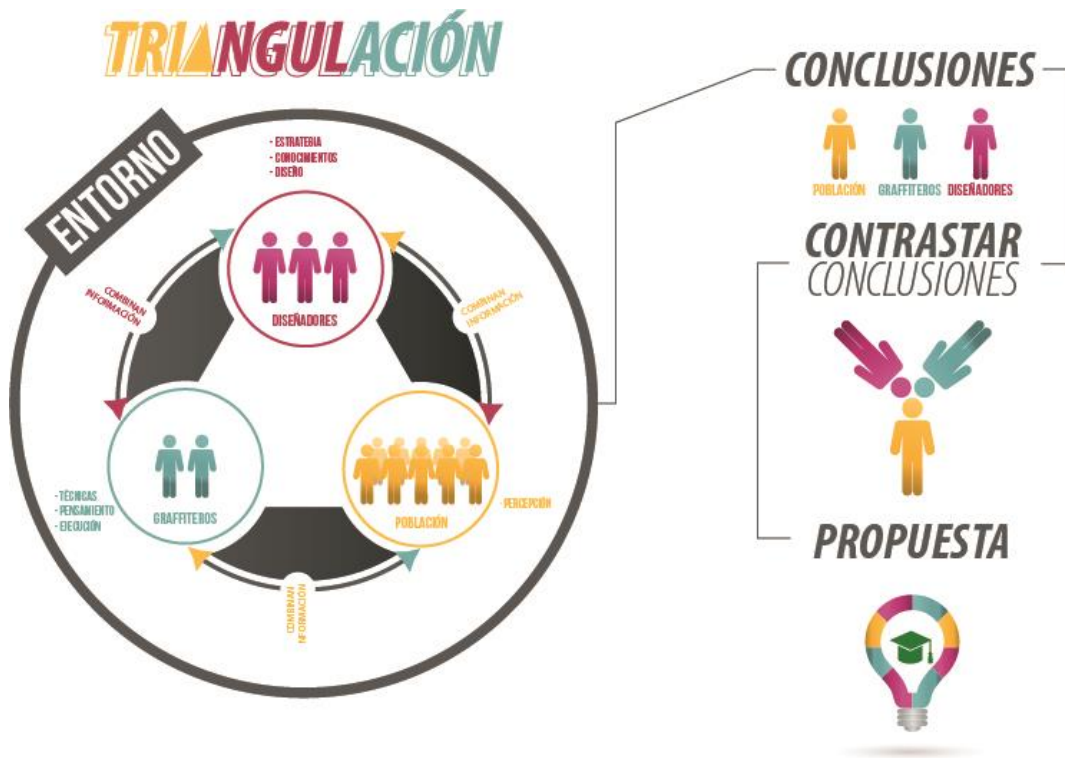 TRIANGULACIÓN
ENTORNO
- ESTRATEGIA
- CONOCIMIENTOS
- DISEÑO
DISEÑADORES
COMBINAN
INFORMACIÓN
COMBINAN
INFORMACIÓN
- TÉCNICAS
- PENSAMIENTO
- EJECUCIÓN
GRAFFITEROS
POBLACIÓN
- PERCEPCIÓN
COMBINAN
INFORMACIÓN
CONCLUSIONES
POBLACIÓN
GRAFFITEROS
DISEÑADORES
CONTRASTAR
CONCLUSIONES
PROPUESTA